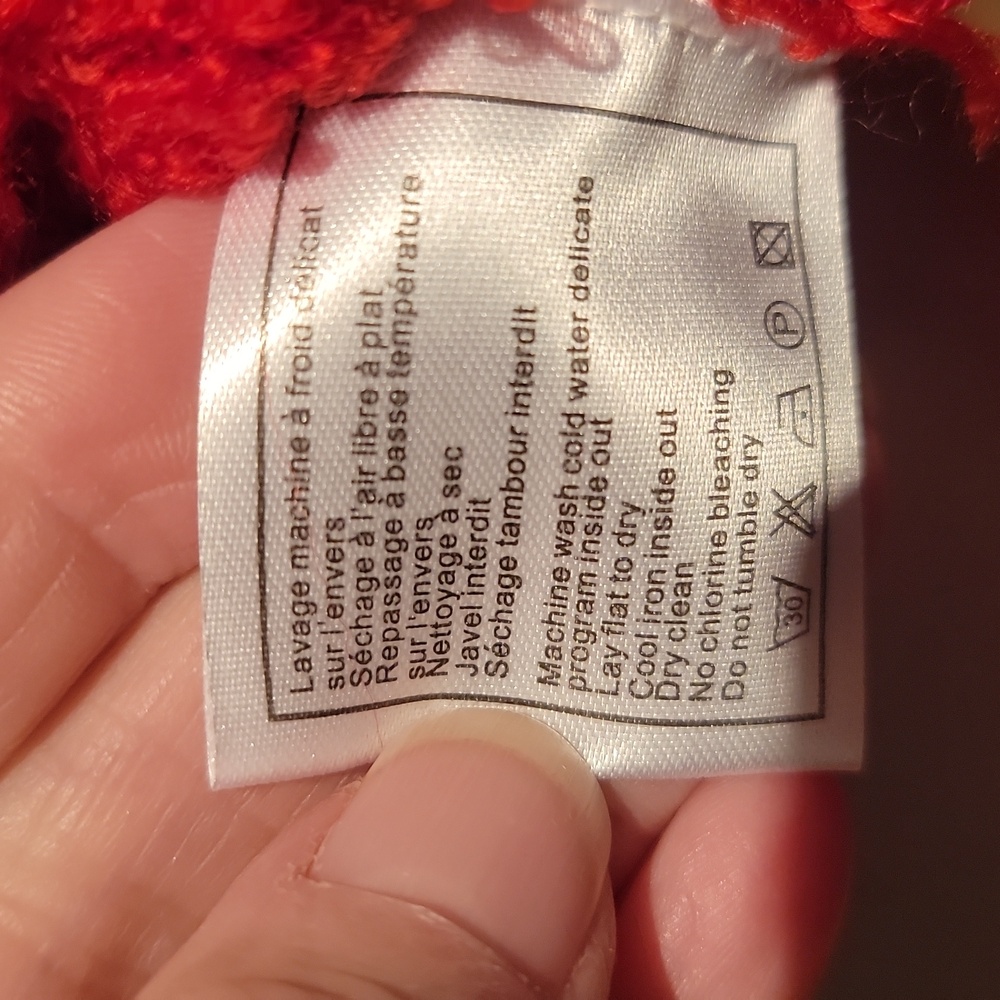 Lavage machine à froid délicat
sur l'envers
Séchage à l'air libre à plat
Repassage à basse température
sur l'envers
Nettoyage à sec
Javel interdit
Séchage tambour interdit
Machine wash cold water delicate
program inside out
Lay flat to dry
Cool iron inside out
Dry clean
No chlorine bleaching
Do not tumble dry
30 P